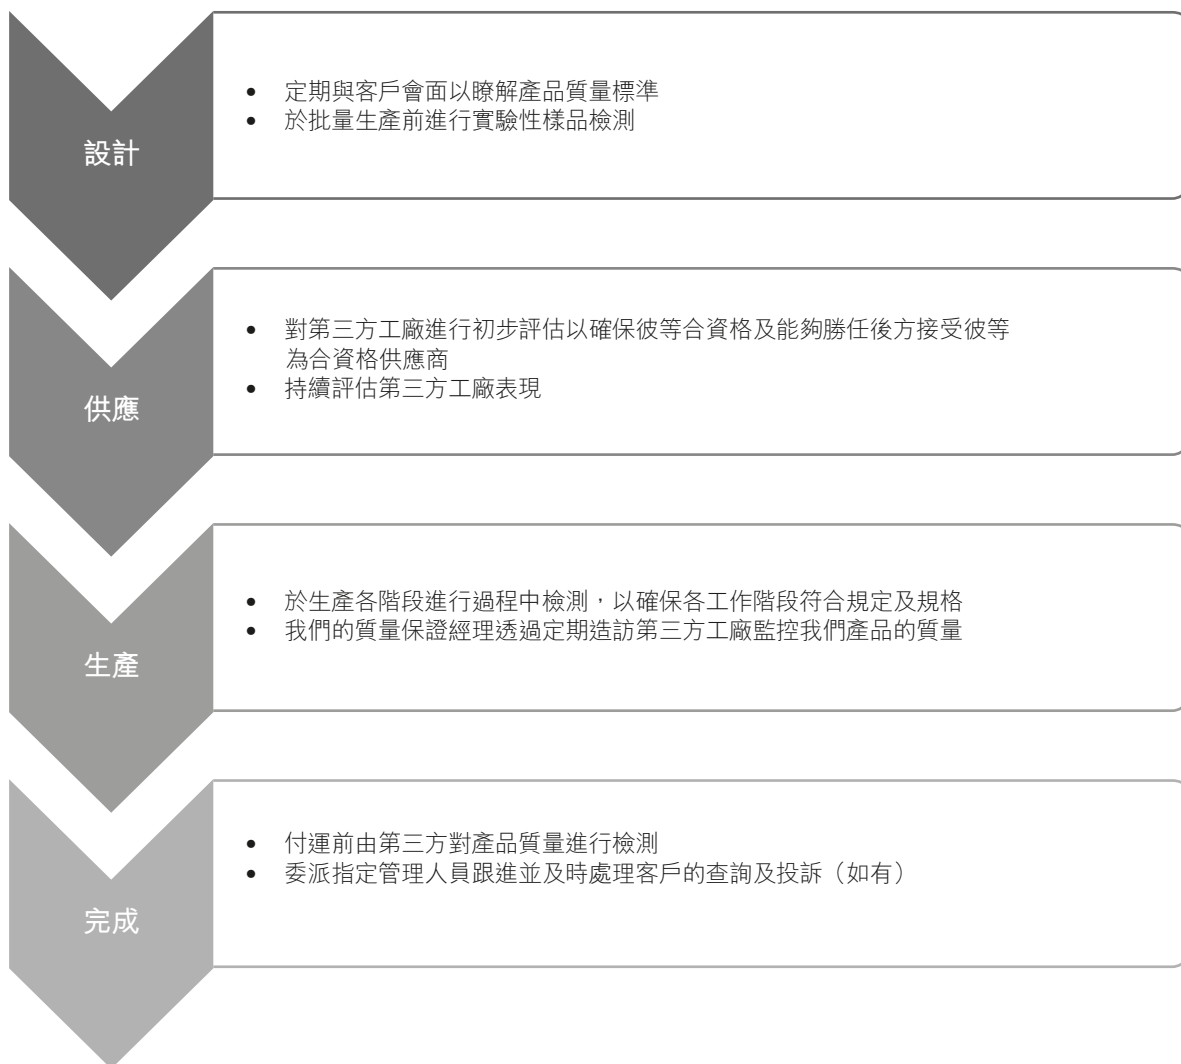 設計
• 定期與客戶會面以瞭解產品質量標準
• 於批量生產前進行實驗性樣品檢測
供應
• 對第三方工廠進行初步評估以確保彼等合資格及能夠勝任後方接受彼等
為合資格供應商
• 持續評估第三方工廠表現
生產
• 於生產各階段進行過程中檢測，以確保各工作階段符合規定及規格
• 我們的質量保證經理透過定期造訪第三方工廠監控我們產品的質量
完成
• 付運前由第三方對產品質量進行檢測
• 委派指定管理人員跟進並及時處理客戶的查詢及投訴（如有）